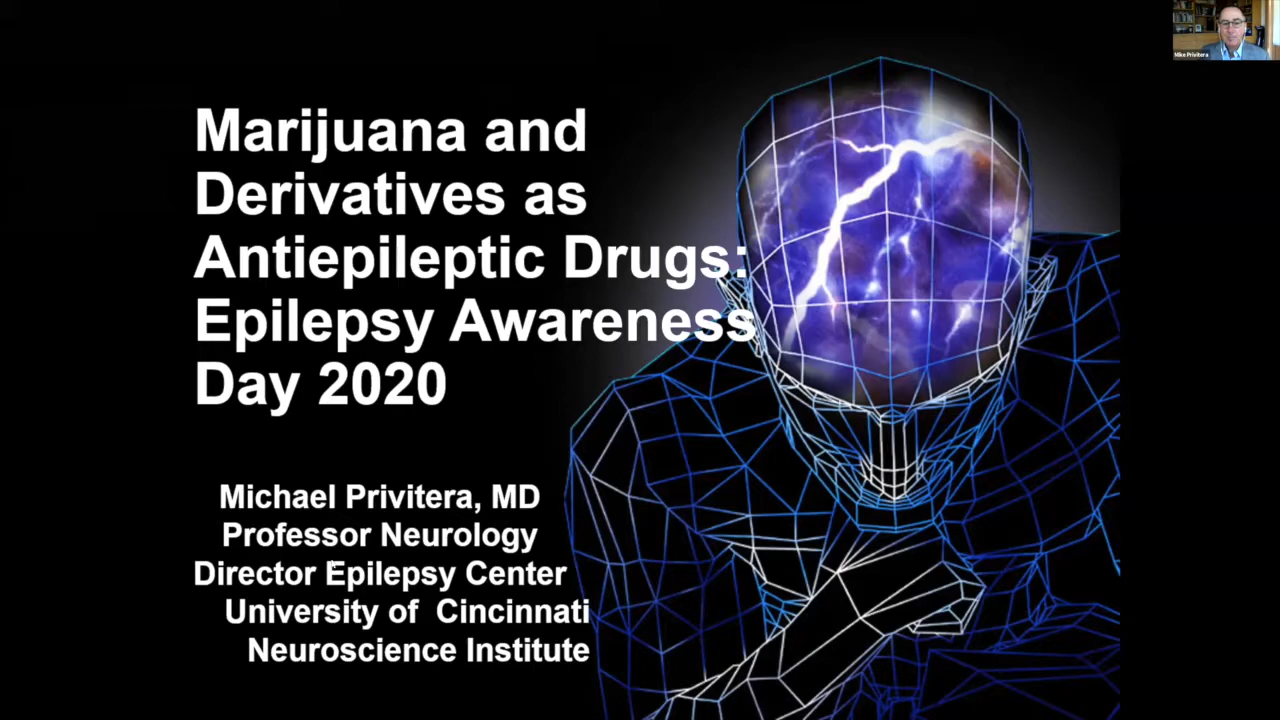 Marijuana and
Derivatives as
Antiepileptic Drugs:
Epilepsy Awareness
Day 2020
Michael Privitera, MD
Professor Neurology
Director Epilepsy Center
University of Cincinnati
Neuroscience Institute
Mike Privitera